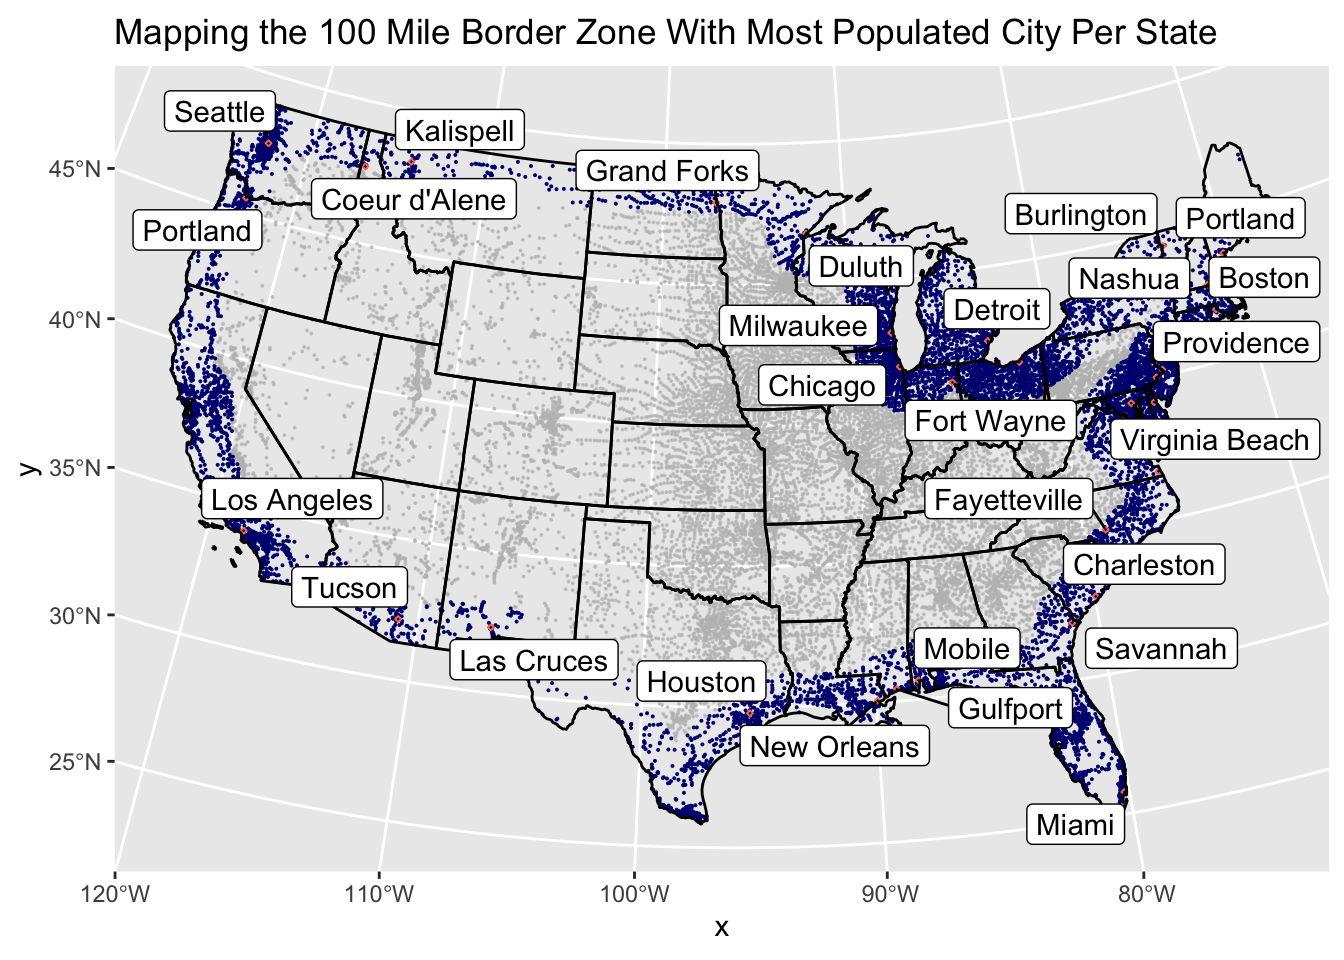 Mapping the 100 Mile Border Zone With Most Populated City Per State
Seattle
Kalispell
Grand Forks
45°N
Coeur d'Alene
Portland
Burlington
Portland
Duluth
Nashua
Boston
40°N
Milwaukee
Detroit
Providence
Chicago
Fort Wayne
Virginia Beach
35°N
y
Los Angeles
Fayetteville
Charleston
Tucson
30°N
Las Cruces
Mobile
Savannah
Houston
Gulfport
New Orleans
25°N
Miami
120°W
110°W
100°W
90°W
80°W
x